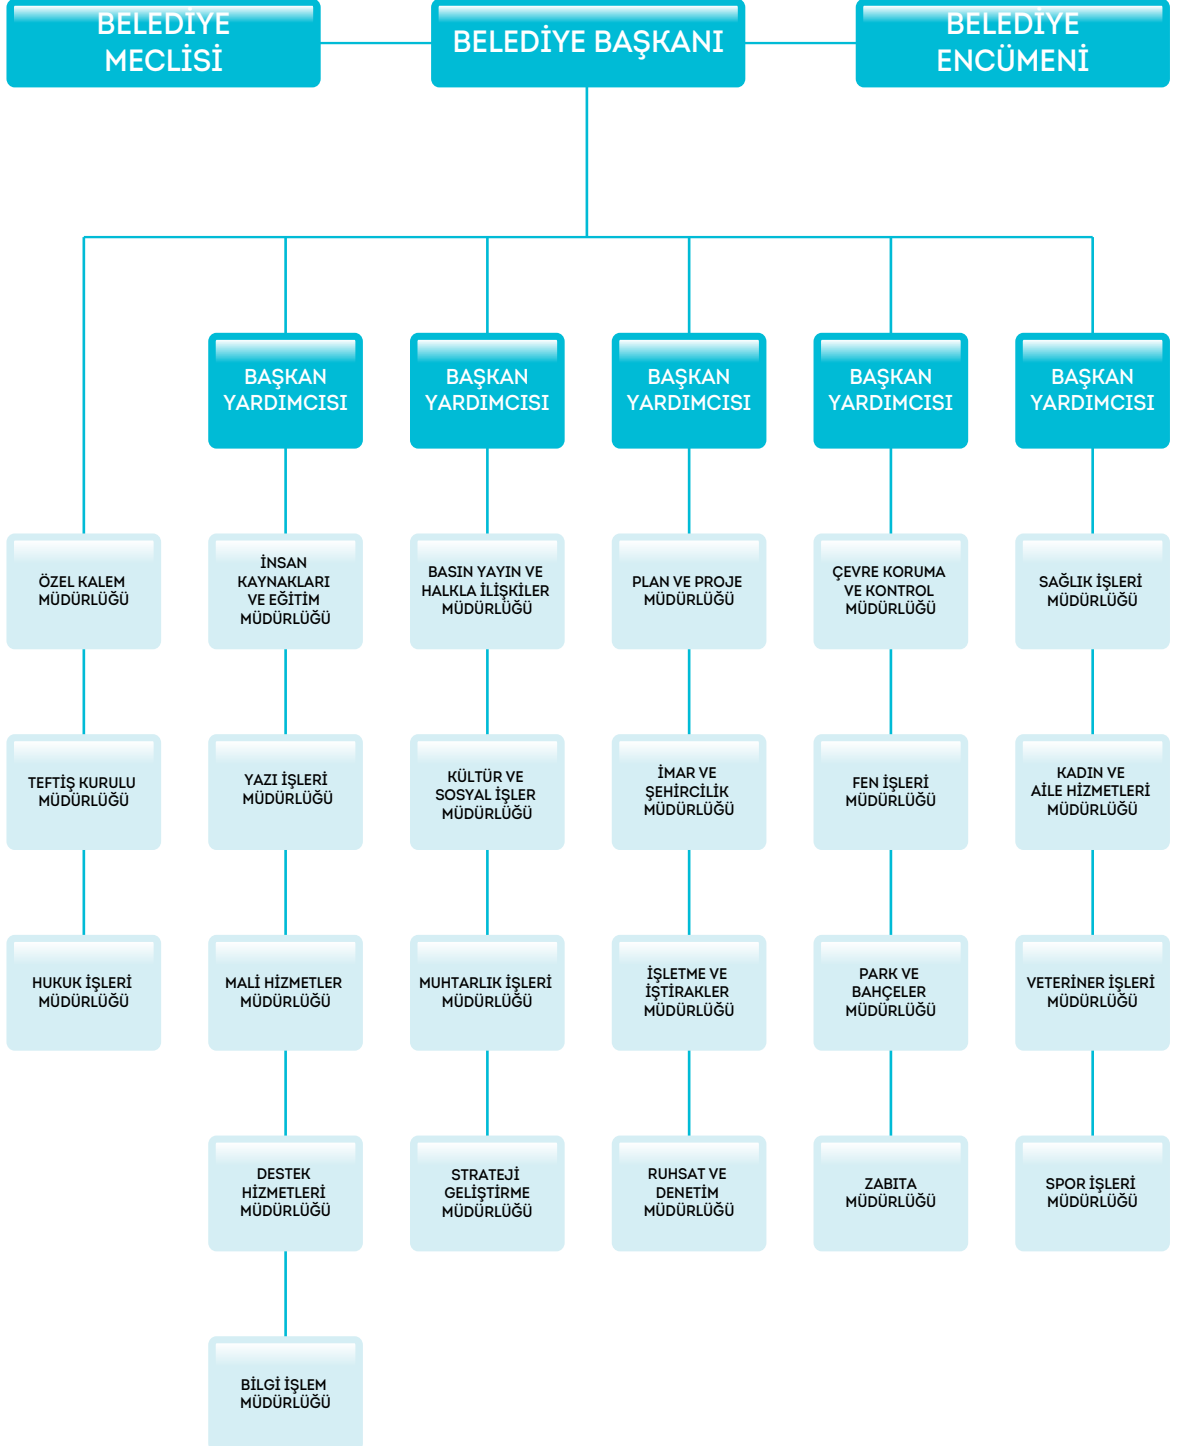 BELEDİYE
MECLİSİ
BELEDİYE BAŞKANI
BELEDİYE
ENCÜMENİ
BAŞKAN
YARDIMCISI
BAŞKAN
YARDIMCISI
BAŞKAN
YARDIMCISI
BAŞKAN
YARDIMCISI
BAŞKAN
YARDIMCISI
ÖZEL KALEM
MÜDÜRLÜĞÜ
İNSAN
KAYNAKLARI
VE EĞİTİM
MÜDÜRLÜĞÜ
BASIN YAYIN VE
HALKLA İLİŞKİLER
MÜDÜRLÜĞÜ
PLAN VE PROJE
MÜDÜRLÜĞÜ
ÇEVRE KORUMA
VE KONTROL
MÜDÜRLÜĞÜ
SAĞLIK İŞLERİ
MÜDÜRLÜĞÜ
TEFTİŞ KURULU
MÜDÜRLÜĞÜ
YAZI İŞLERİ
MÜDÜRLÜĞÜ
KÜLTÜR VE
SOSYAL İŞLER
MÜDÜRLÜĞÜ
İMAR VE
ŞEHİRCİLİK
MÜDÜRLÜĞÜ
FEN İŞLERİ
MÜDÜRLÜĞÜ
KADIN VE
AİLE HİZMETLERİ
MÜDÜRLÜĞÜ
HUKUK İŞLERİ
MÜDÜRLÜĞÜ
MALİ HİZMETLER
MÜDÜRLÜĞÜ
MUHTARLIK İŞLERİ
MÜDÜRLÜĞÜ
İŞLETME VE
İŞTİRAKLER
MÜDÜRLÜĞÜ
PARK VE
BAHÇELER
MÜDÜRLÜĞÜ
VETERİNER İŞLERİ
MÜDÜRLÜĞÜ
DESTEK
HİZMETLERİ
MÜDÜRLÜĞÜ
STRATEJİ
GELİŞTİRME
MÜDÜRLÜĞÜ
RUHSAT VE
DENETİM
MÜDÜRLÜĞÜ
ZABITA
MÜDÜRLÜĞÜ
SPOR İŞLERİ
MÜDÜRLÜĞÜ
BİLGİ İŞLEM
MÜDÜRLÜĞÜ